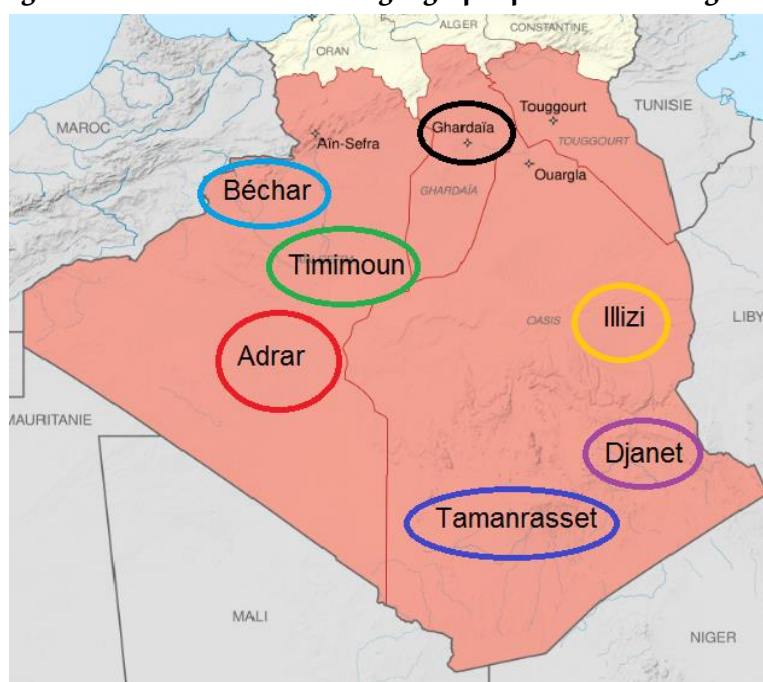 ALGER
CONSTANTINE
ORAN
Touggourt
TUNISIE
MAROC
Ghardaïa
Aïn-Sefra
TOUGGOURT
Ouargla
Béchar
GHARDAÏA
Timimoun
Illizi
OASIS
LIBY
Adrar
MAURITANIE
Djanet
Tamanrasset
MALI
NIGER